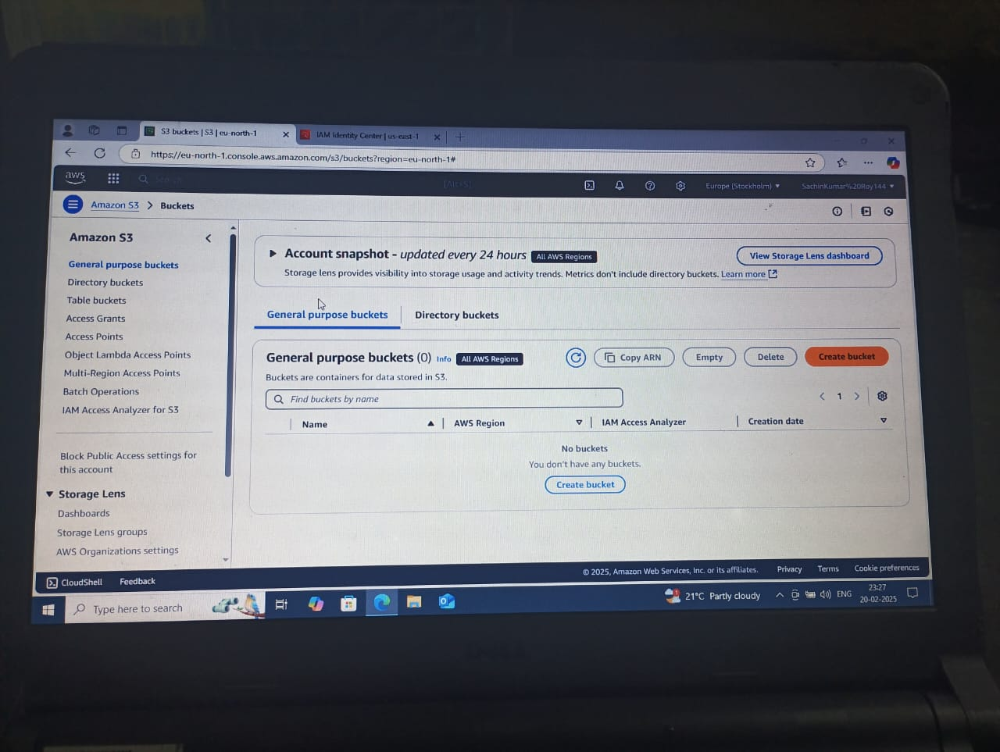 S3 buckets | S3 | eu-north-1
IAM Identity Center | us-east-1
https://eu-north-1.console.aws.amazon.com/s3/buckets?region=eu-north-1#
aws
Search
[Alt+S]
Europe (Stockholm)
SachinKumar%20Roy144
Amazon S3 > Buckets
Amazon S3
General purpose buckets
Directory buckets
Table buckets
Access Grants
Access Points
Object Lambda Access Points
Multi-Region Access Points
Batch Operations
IAM Access Analyzer for S3
Block Public Access settings for
this account
Storage Lens
Dashboards
Storage Lens groups
AWS Organizations settings
Account snapshot - updated every 24 hours All AWS Regions
View Storage Lens dashboard
Storage lens provides visibility into storage usage and activity trends. Metrics don't include directory buckets. Learn more
General purpose buckets
Directory buckets
General purpose buckets (0) Info All AWS Regions
Copy ARN
Empty
Delete
Create bucket
Buckets are containers for data stored in S3.
Find buckets by name
1
Name
AWS Region
IAM Access Analyzer
Creation date
No buckets
You don't have any buckets.
Create bucket
CloudShell
Feedback
© 2025, Amazon Web Services, Inc. or its affiliates.
Privacy
Terms
Cookie preferences
Type here to search
21°C Partly cloudy
ENG
23:27
20-02-2025